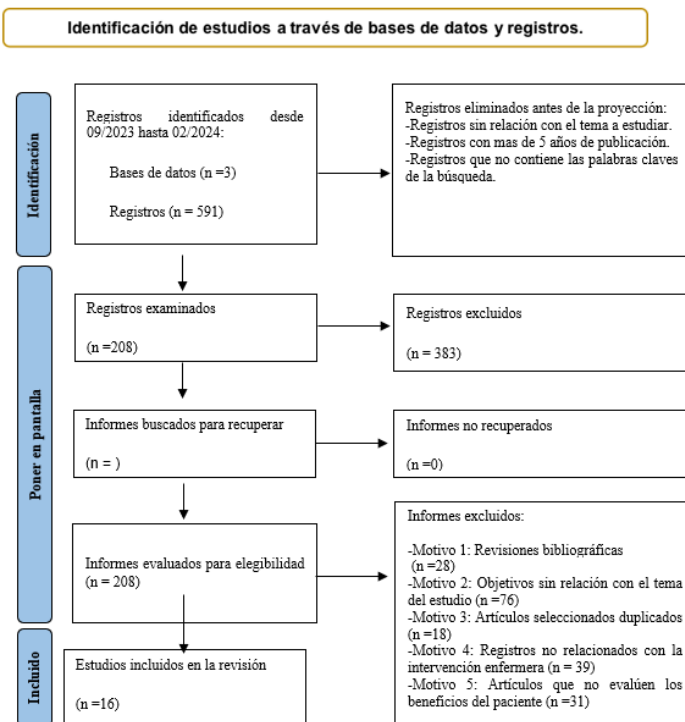 Identificación de estudios a través de bases de datos y registros.
Identificación
Registros identificados desde
09/2023 hasta 02/2024:
Bases de datos (n =3)
Registros (n = 591)
Registros eliminados antes de la proyección:
-Registros sin relación con el tema a estudiar.
-Registros con mas de 5 años de publicación.
-Registros que no contiene las palabras claves
de la búsqueda.
Poner en pantalla
Registros examinados
(n =208)
Registros excluidos
(n = 383)
Informes buscados para recuperar
(n = )
Informes no recuperados
(n =0)
Informes evaluados para elegibilidad
(n = 208)
Informes excluidos:
-Motivo 1: Revisiones bibliográficas
(n =28)
-Motivo 2: Objetivos sin relación con el tema
del estudio (n =76)
-Motivo 3: Artículos seleccionados duplicados
(n =18)
-Motivo 4: Registros no relacionados con la
intervención enfermera (n = 39)
-Motivo 5: Artículos que no evalúen los
beneficios del paciente (n =31)
Incluido
Estudios incluidos en la revisión
(n =16)